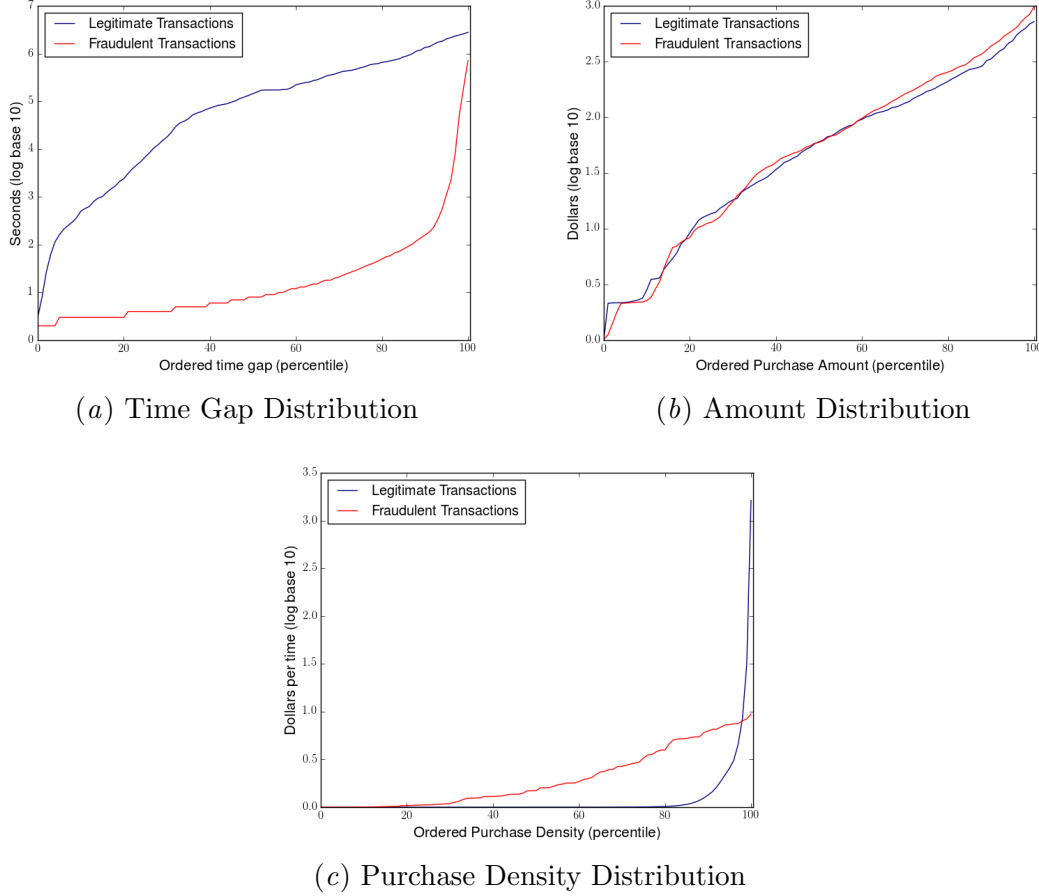 7
6
5
4
3
2
1
0
Seconds (log base 10)
Legitimate Transactions
Fraudulent Transactions
0 20 40 60 80 100
Ordered time gap (percentile)
(a) Time Gap Distribution
3.0
2.5
2.0
1.5
1.0
0.5
0.0
Dollars (log base 10)
Legitimate Transactions
Fraudulent Transactions
0 20 40 60 80 100
Ordered Purchase Amount (percentile)
(b) Amount Distribution
3.5
3.0
2.5
2.0
1.5
1.0
0.5
0.0
Dollars per time (log base 10)
Legitimate Transactions
Fraudulent Transactions
0 20 40 60 80 100
Ordered Purchase Density (percentile)
(c) Purchase Density Distribution